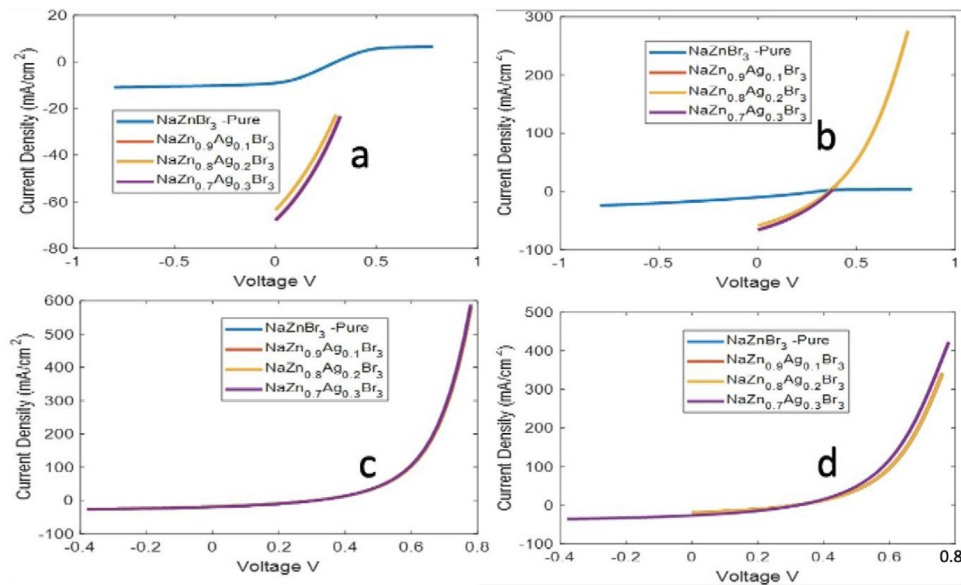 20
0
-20
-40
-60
-80
Current Density (mA/cm²)
NaZnBr₃ -Pure
NaZn₀.₉Ag₀.₁Br₃
NaZn₀.₈Ag₀.₂Br₃
NaZn₀.₇Ag₀.₃Br₃
a
-1 -0.5 0 0.5 1
Voltage V
300
200
100
0
-100
Current Density (mA/cm²)
NaZnBr₃ -Pure
NaZn₀.₉Ag₀.₁Br₃
NaZn₀.₈Ag₀.₂Br₃
NaZn₀.₇Ag₀.₃Br₃
b
-1 -0.5 0 0.5 1
Voltage V
600
500
400
300
200
100
0
-100
Current Density (mA/cm²)
NaZnBr₃ -Pure
NaZn₀.₉Ag₀.₁Br₃
NaZn₀.₈Ag₀.₂Br₃
NaZn₀.₇Ag₀.₃Br₃
c
-0.4 -0.2 0 0.2 0.4 0.6 0.8
Voltage V
500
400
300
200
100
0
-100
Current Density (mA/cm²)
NaZnBr₃ -Pure
NaZn₀.₉Ag₀.₁Br₃
NaZn₀.₈Ag₀.₂Br₃
NaZn₀.₇Ag₀.₃Br₃
d
-0.4 -0.2 0 0.2 0.4 0.6 0.8
Voltage V